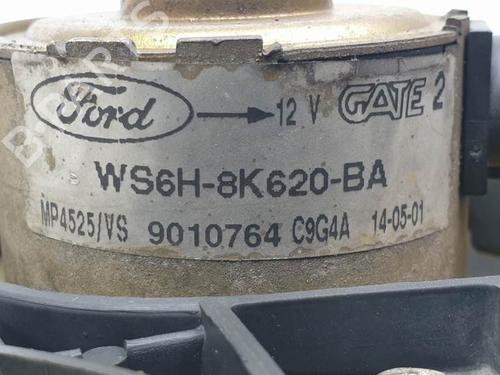 Ford 12 V GATE 2
WS6H-8K620-BA
MP4525/VS 9010764 C9G4A 14-05-01